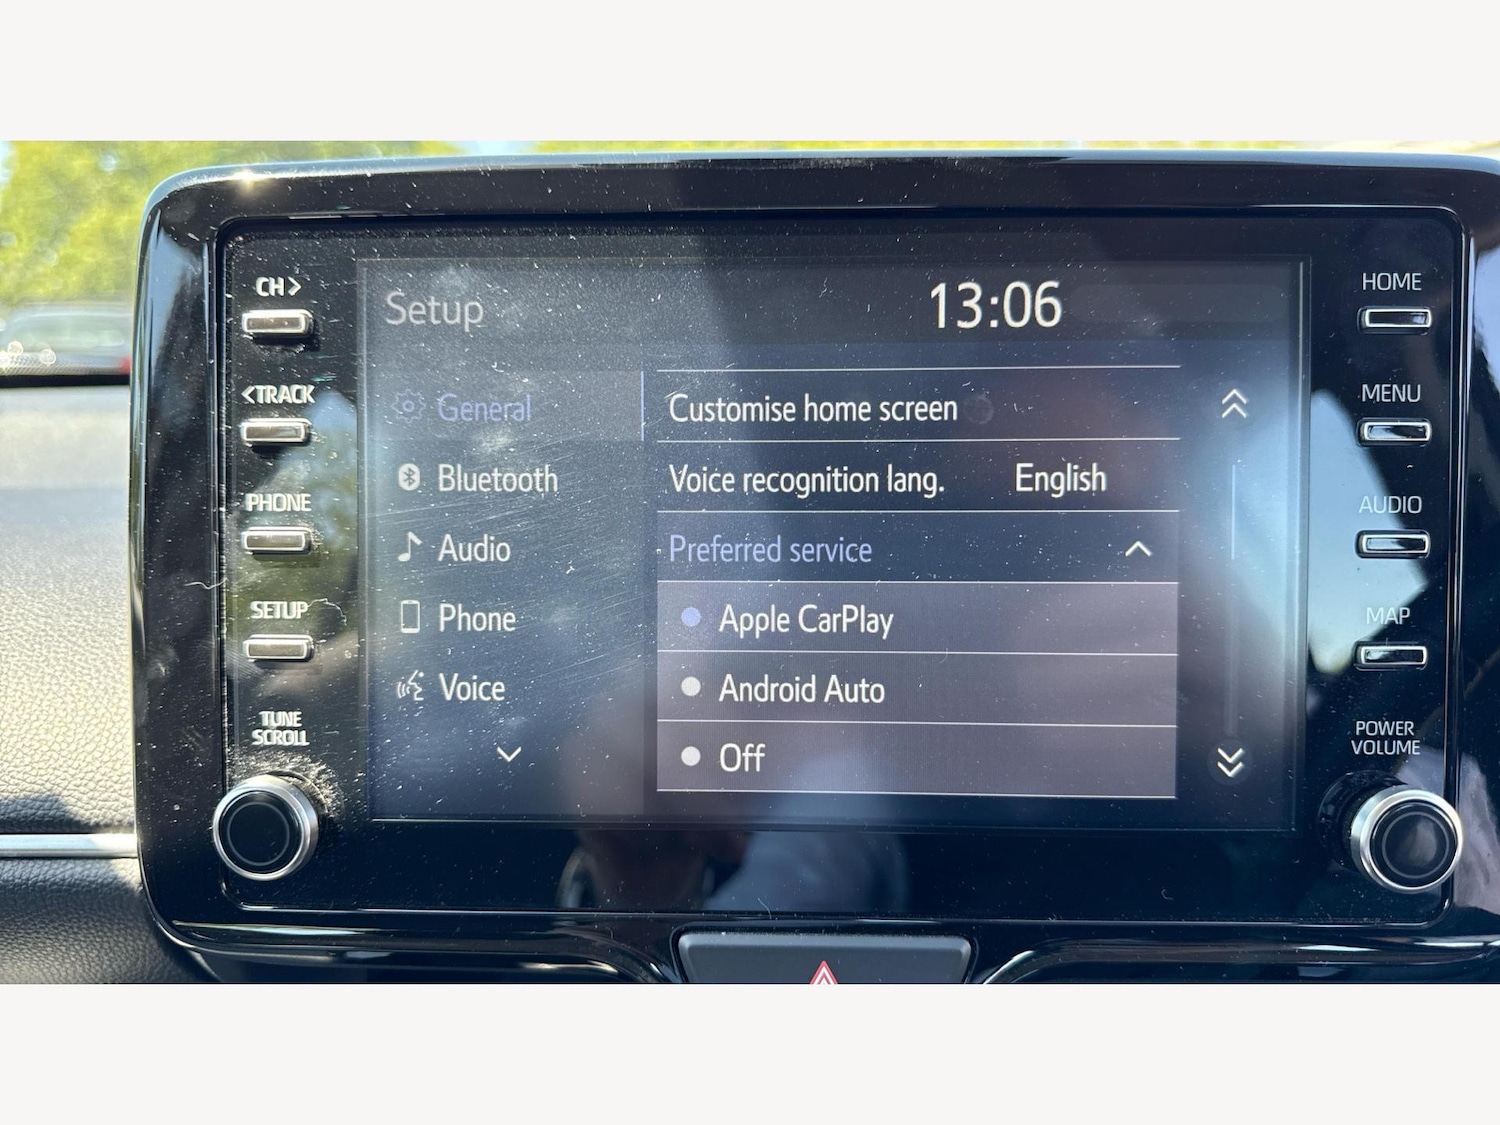 CH>
<TRACK
PHONE
SETUP
TUNE
SCROLL
Setup
13:06
General
Bluetooth
Audio
Phone
Voice
Customise home screen
Voice recognition lang. English
Preferred service
Apple CarPlay
Android Auto
Off
HOME
MENU
AUDIO
MAP
POWER
VOLUME